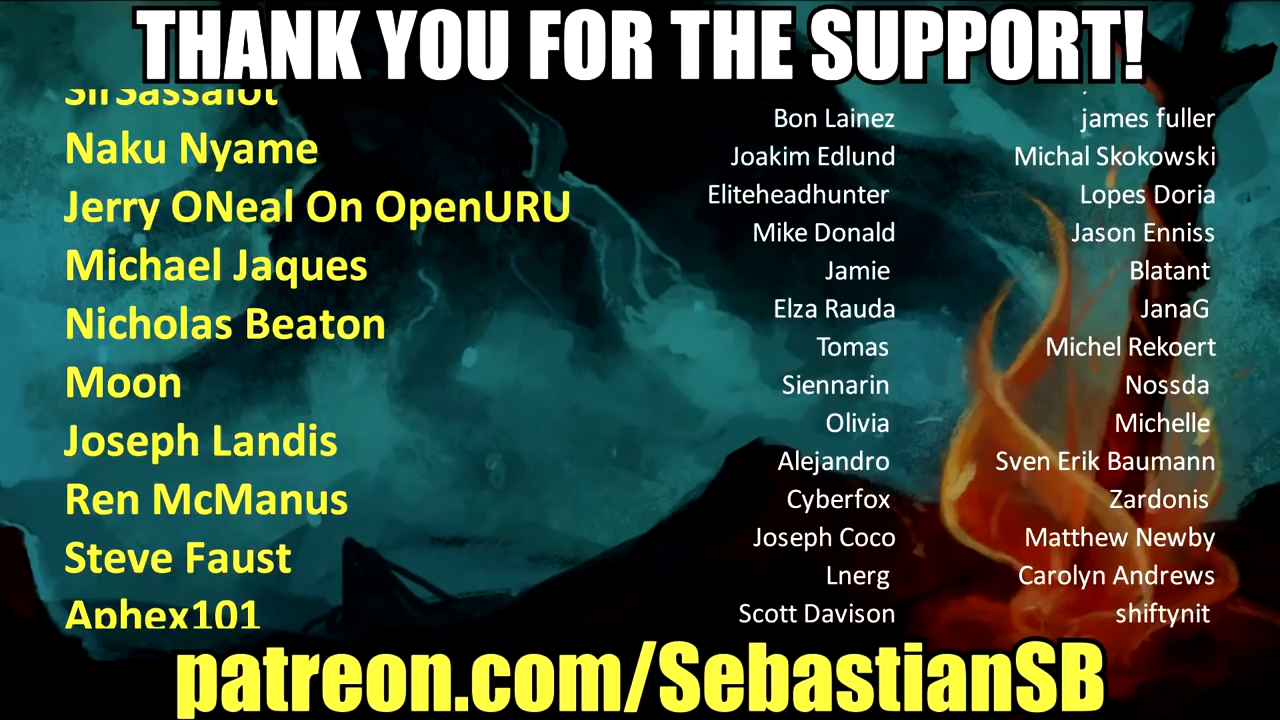 THANK YOU FOR THE SUPPORT!
SirSassalot
Naku Nyame
Jerry ONeal On OpenURU
Michael Jaques
Nicholas Beaton
Moon
Joseph Landis
Ren McManus
Steve Faust
Aphex101
Bon Lainez
Joakim Edlund
Eliteheadhunter
Mike Donald
Jamie
Elza Rauda
Tomas
Siennarin
Olivia
Alejandro
Cyberfox
Joseph Coco
Lnerg
Scott Davison
james fuller
Michal Skokowski
Lopes Doria
Jason Enniss
Blatant
JanaG
Michel Rekoert
Nossda
Michelle
Sven Erik Baumann
Zardonis
Matthew Newby
Carolyn Andrews
shiftynit
patreon.com/SebastianSB